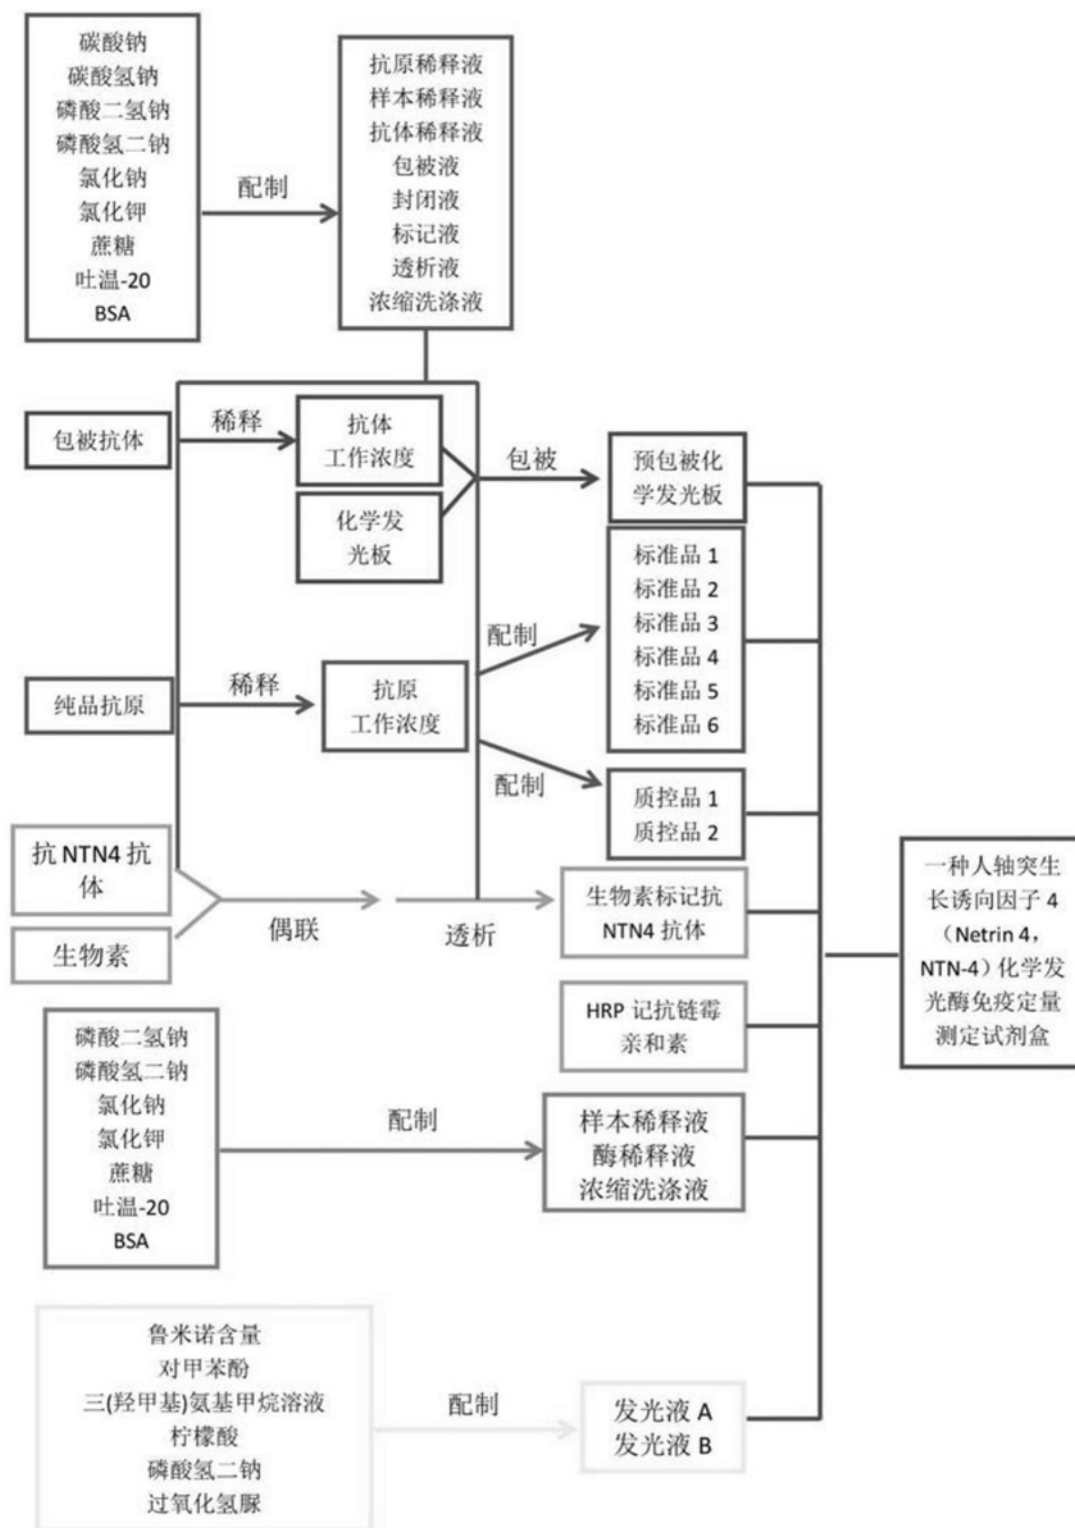 碳酸钠
碳酸氢钠
磷酸二氢钠
磷酸氢二钠
氯化钠
氯化钾
蔗糖
吐温-20
BSA
配制
抗原稀释液
样本稀释液
抗体稀释液
包被液
封闭液
标记液
透析液
浓缩洗涤液
包被抗体
稀释
抗体
工作浓度
化学发
光板
包被
预包被化
学发光板
纯品抗原
稀释
抗原
工作浓度
配制
标准品 1
标准品 2
标准品 3
标准品 4
标准品 5
标准品 6
配制
质控品 1
质控品 2
抗 NTN4 抗
体
生物素
偶联
透析
生物素标记抗
NTN4 抗体
HRP 记抗链霉
亲和素
磷酸二氢钠
磷酸氢二钠
氯化钠
氯化钾
蔗糖
吐温-20
BSA
配制
样本稀释液
酶稀释液
浓缩洗涤液
鲁米诺含量
对甲苯酚
三(羟甲基)氨基甲烷溶液
柠檬酸
磷酸氢二钠
过氧化氢脲
配制
发光液 A
发光液 B
一种人轴突生
长诱向因子 4
（Netrin 4，
NTN-4）化学发
光酶免疫定量
测定试剂盒